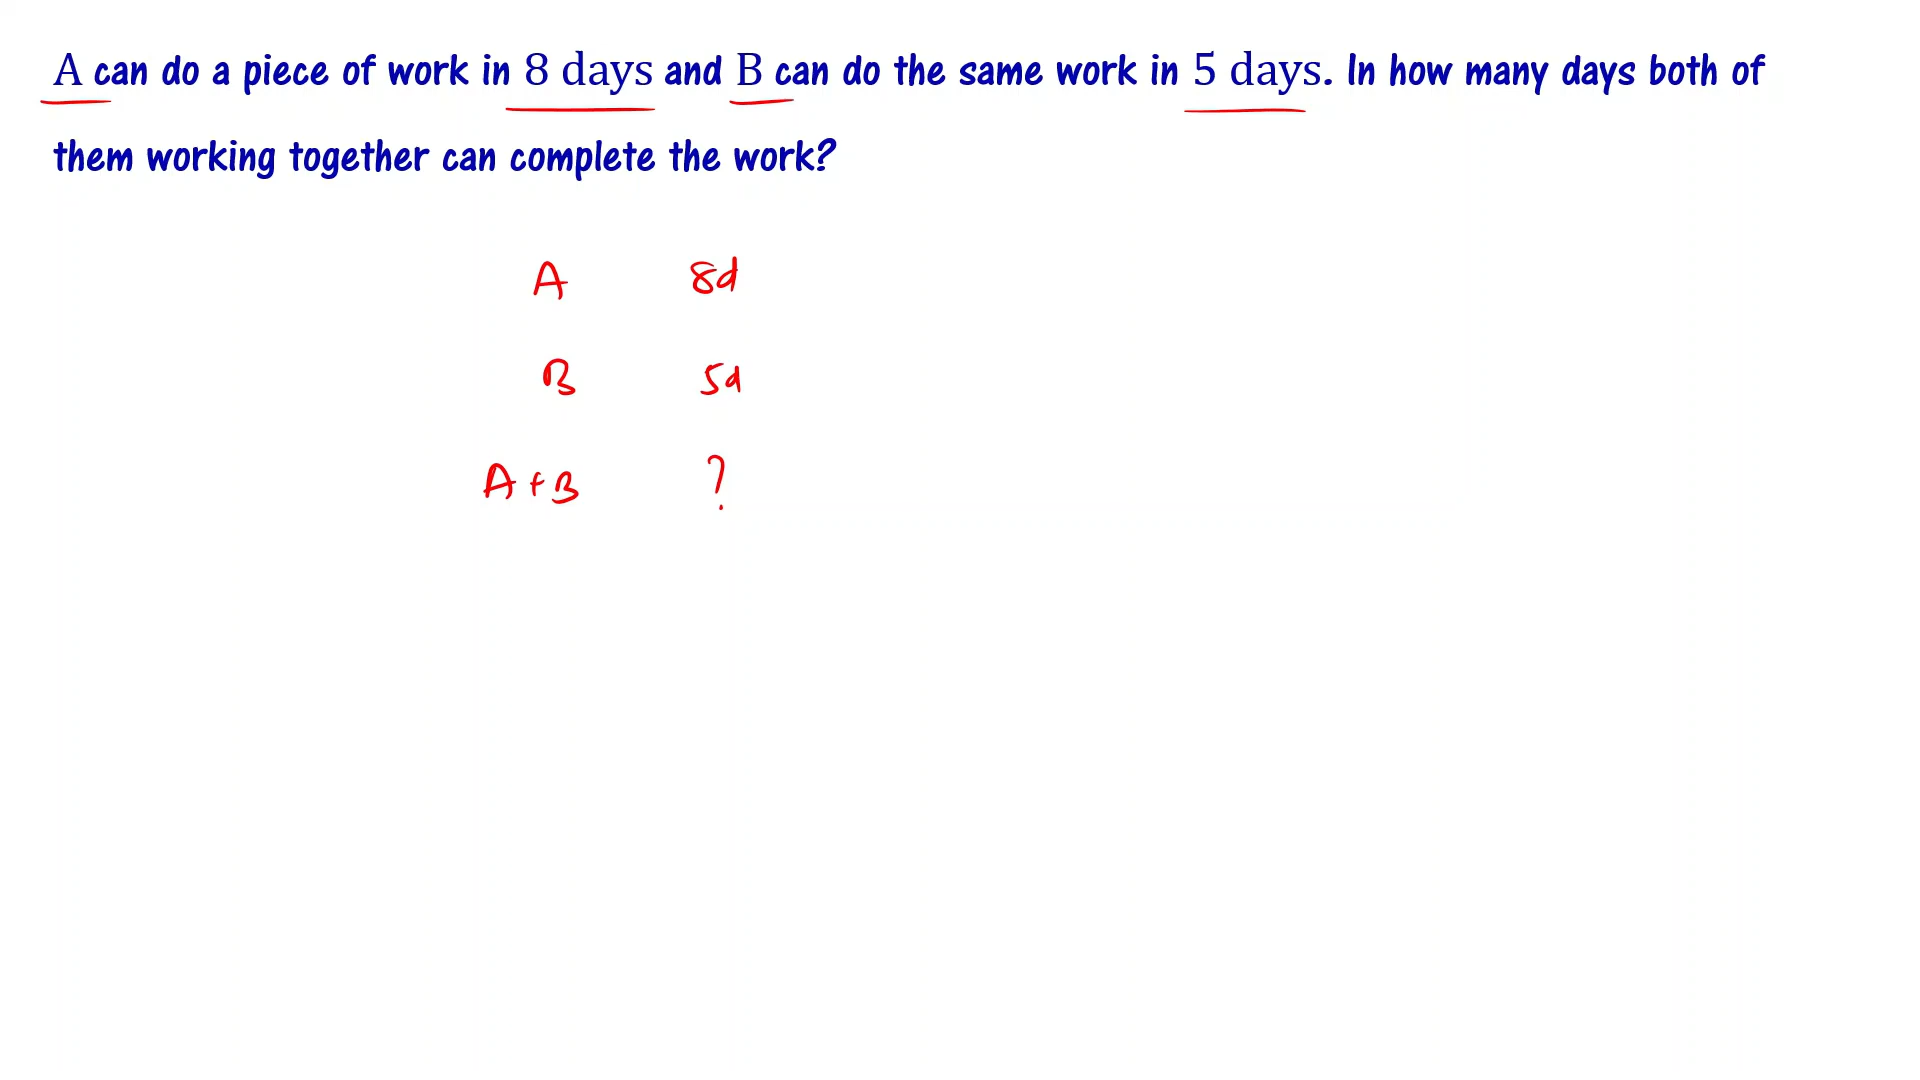 A can do a piece of work in 8 days and B can do the same work in 5 days. In how many days both of
them working together can complete the work?
A 8d
B 5d
A+B ?